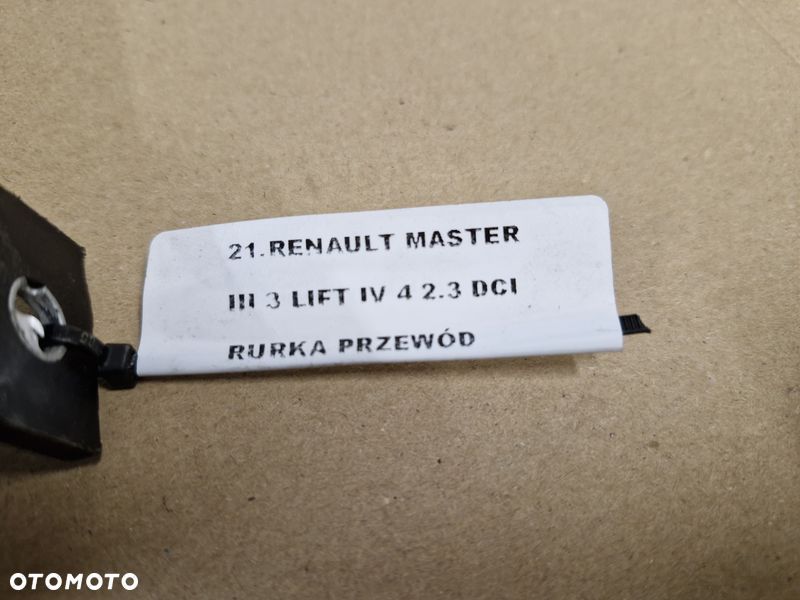 21.RENAULT MASTER
III 3 LIFT IV 4 2.3 DCI
RURKA PRZEWÓD
OTOMOTO